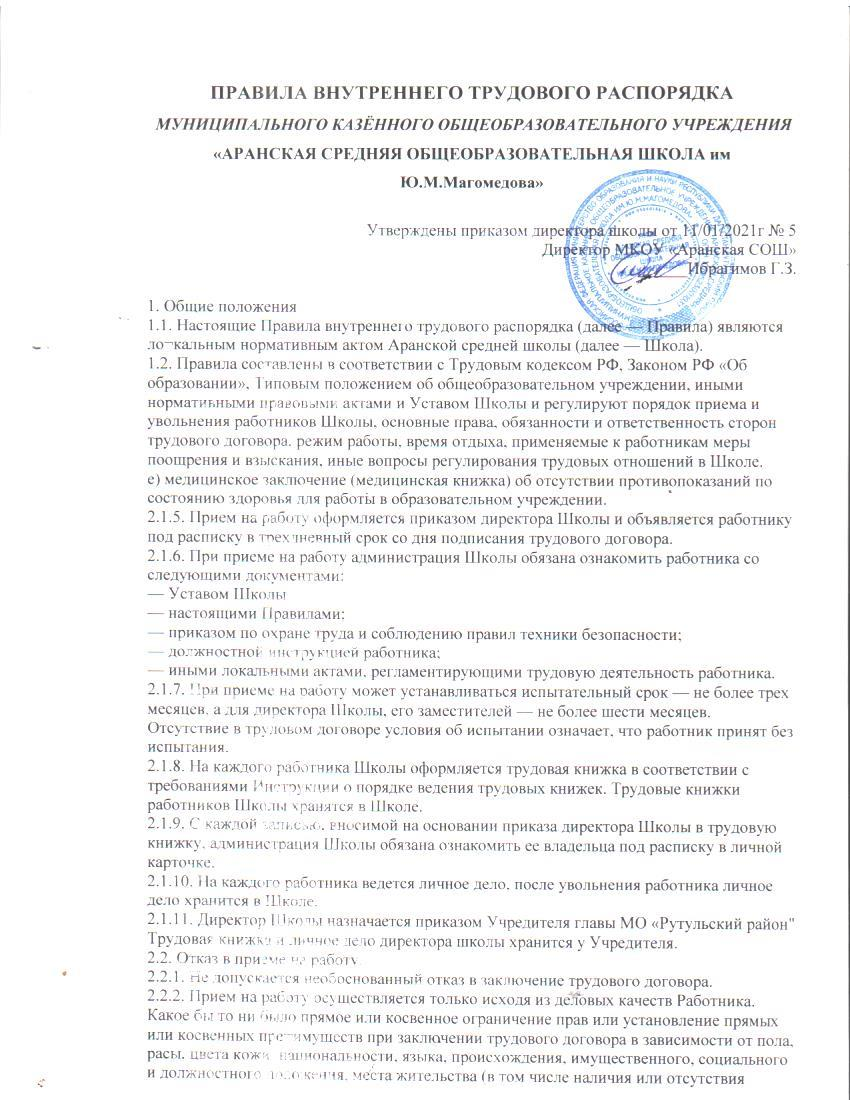 ПРАВИЛА ВНУТРЕННЕГО ТРУДОВОГО РАСПОРЯДКА
МУНИЦИПАЛЬНОГО КАЗЁННОГО ОБЩЕОБРАЗОВАТЕЛЬНОГО УЧРЕЖДЕНИЯ
«АРАНСКАЯ СРЕДНЯЯ ОБЩЕОБРАЗОВАТЕЛЬНАЯ ШКОЛА им
Ю.М.Магомедова»
Утверждены приказом директора школы от 11/01/2021г № 5
Директор МКОУ «Аранская СОШ»
Ибрагимов Г.З.
1. Общие положения
1.1. Настоящие Правила внутреннего трудового распорядка (далее — Правила) являются
локальным нормативным актом Аранской средней школы (далее — Школа).
1.2. Правила составлены в соответствии с Трудовым кодексом РФ, Законом РФ «Об
образовании», Типовым положением об общеобразовательном учреждении, иными
нормативными правовыми актами и Уставом Школы и регулируют порядок приема и
увольнения работников Школы, основные права, обязанности и ответственность сторон
трудового договора, режим работы, время отдыха, применяемые к работникам меры
поощрения и взыскания, иные вопросы регулирования трудовых отношений в Школе.
е) медицинское заключение (медицинская книжка) об отсутствии противопоказаний по
состоянию здоровья для работы в образовательном учреждении.
2.1.5. Прием на работу оформляется приказом директора Школы и объявляется работнику
под расписку в трехдневный срок со дня подписания трудового договора.
2.1.6. При приеме на работу администрация Школы обязана ознакомить работника со
следующими документами:
— Уставом Школы
— настоящими Правилами;
— приказом по охране труда и соблюдению правил техники безопасности;
— должностной инструкцией работника;
— иными локальными актами, регламентирующими трудовую деятельность работника.
2.1.7. При приеме на работу может устанавливаться испытательный срок — не более трех
месяцев, а для директора Школы, его заместителей — не более шести месяцев.
Отсутствие в трудовом договоре условия об испытании означает, что работник принят без
испытания.
2.1.8. На каждого работника Школы оформляется трудовая книжка в соответствии с
требованиями Инструкции о порядке ведения трудовых книжек. Трудовые книжки
работников Школы хранятся в Школе.
2.1.9. С каждой записью, вносимой на основании приказа директора Школы в трудовую
книжку, администрация Школы обязана ознакомить ее владельца под расписку в личной
карточке.
2.1.10. На каждого работника ведется личное дело, после увольнения работника личное
дело хранится в Школе.
2.1.11. Директор Школы назначается приказом Учредителя главы МО «Рутульский район"
Трудовая книжка и личное дело директора школы хранится у Учредителя.
2.2. Отказ в приеме на работу.
2.2.1. Не допускается необоснованный отказ в заключение трудового договора.
2.2.2. Прием на работу осуществляется только исходя из деловых качеств Работника.
Какое бы то ни было прямое или косвенное ограничение прав или установление прямых
или косвенных преимуществ при заключении трудового договора в зависимости от пола,
расы, цвета кожи, национальности, языка, происхождения, имущественного, социального
и должностного положения, места жительства (в том числе наличия или отсутствия